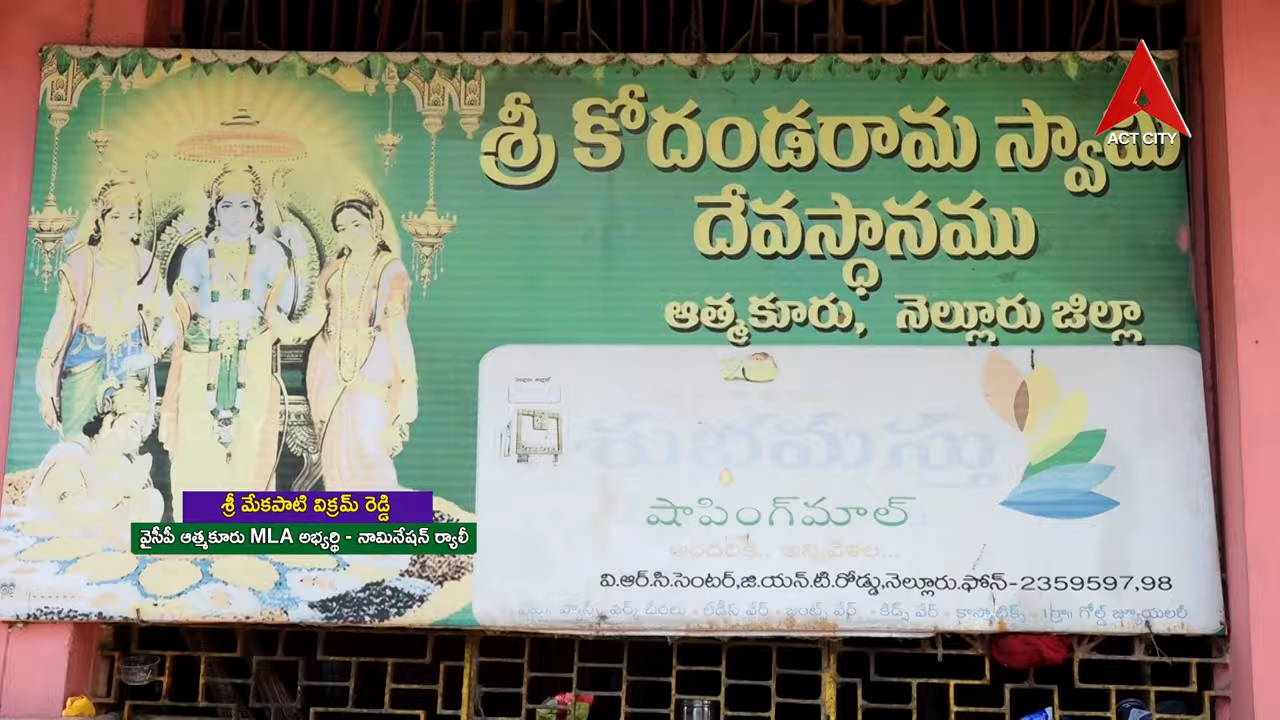 శ్రీ కోదండరామ స్వామి
దేవస్థానము
ఆత్మకూరు, నెల్లూరు జిల్లా
ACT CITY
శుభమస్తు
షాపింగ్‌మాల్
అందరికీ.. అన్నివేళల...
వి.ఆర్.సి.సెంటర్,జి.యన్.టి.రోడ్డు,నెల్లూరు.ఫోన్-2359597,98
శ్రీ మేకపాటి విక్రమ్ రెడ్డి
వైసీపీ ఆత్మకూరు MLA అభ్యర్థి - నామినేషన్ ర్యాలీ